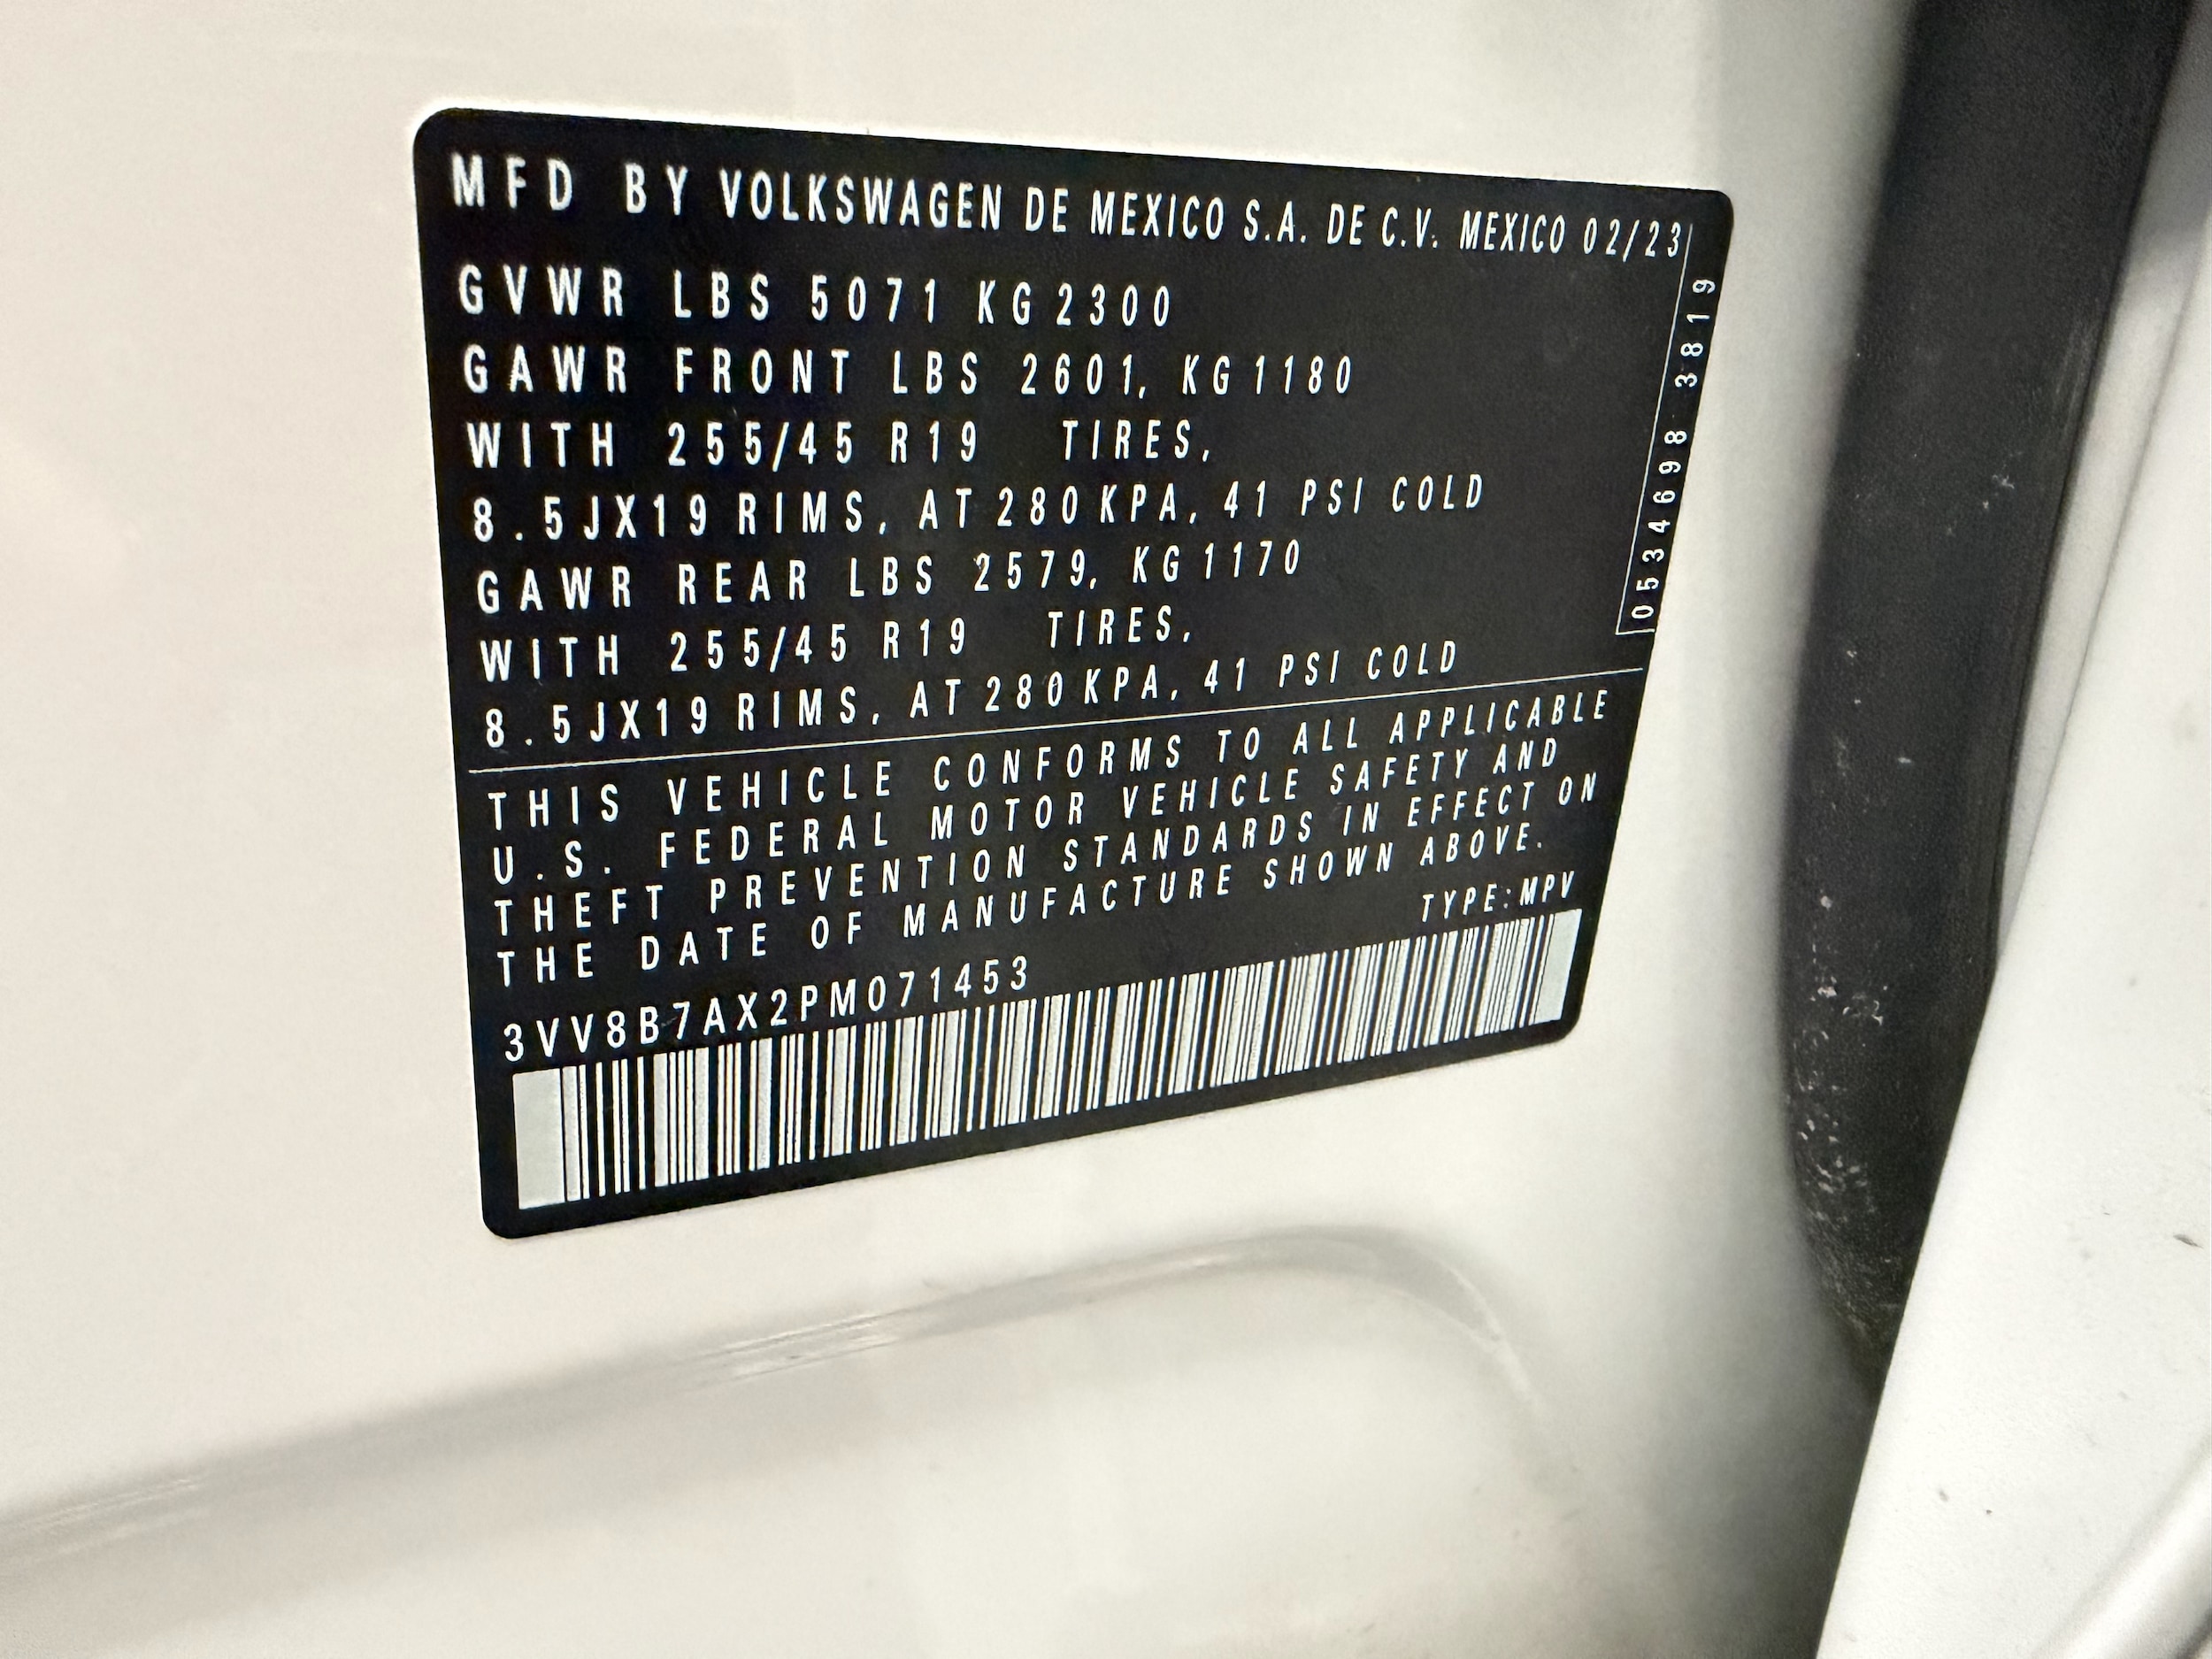 MFD BY VOLKSWAGEN DE MEXICO S.A. DE C.V. MEXICO 02/23
GVWR LBS 5071 KG 2300
GAWR FRONT LBS 2601, KG 1180
WITH 255/45 R19 TIRES,
8.5JX19 RIMS, AT 280 KPA, 41 PSI COLD
GAWR REAR LBS 2579, KG 1170
WITH 255/45 R19 TIRES,
8.5JX19 RIMS, AT 280 KPA, 41 PSI COLD
0534698 3819
THIS VEHICLE CONFORMS TO ALL APPLICABLE
U.S. FEDERAL MOTOR VEHICLE SAFETY AND
THEFT PREVENTION STANDARDS IN EFFECT ON
THE DATE OF MANUFACTURE SHOWN ABOVE.
TYPE:MPV
3VV8B7AX2PM071453